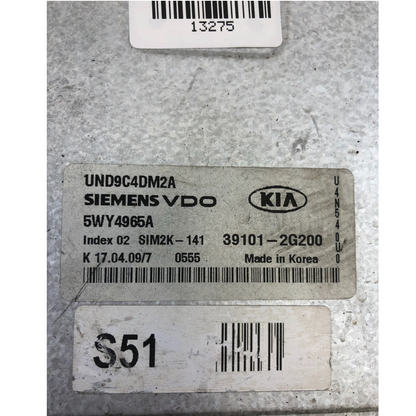 13275
UND9C4DM2A
SIEMENS VDO
KIA
5WY4965A
Index 02 SIM2K-141
39101-2G200
K 17.04.09/7 0555
Made in Korea
S51